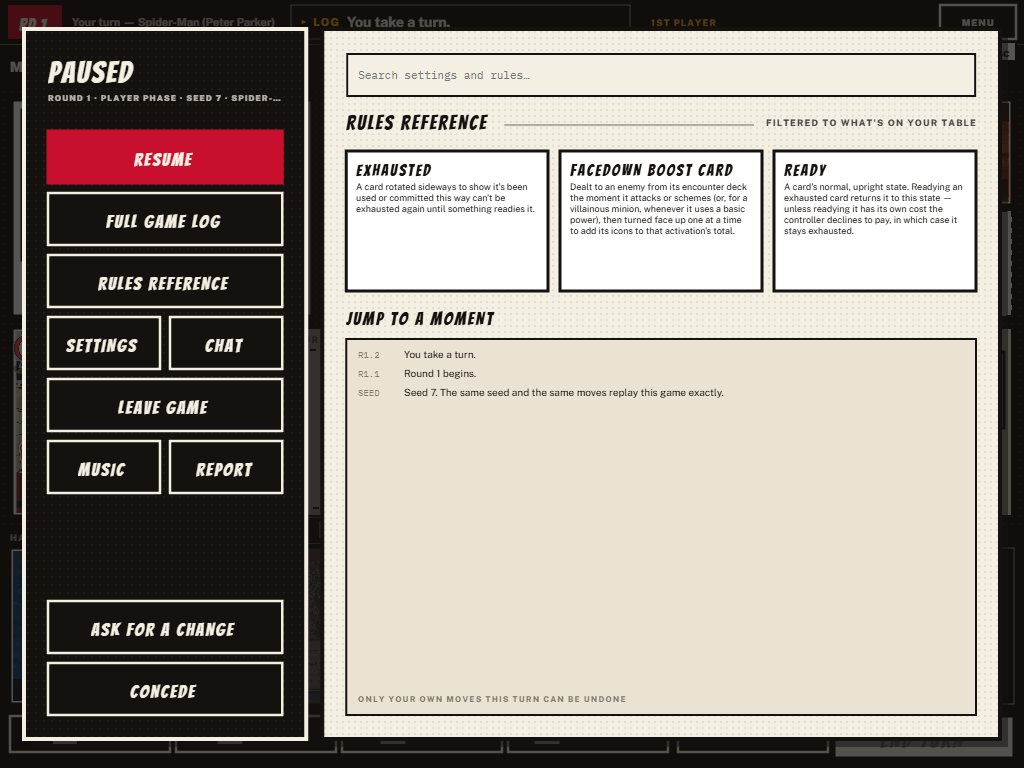 RD 1
Your turn — Spider-Man (Peter Parker)
▸ LOG You take a turn.
1ST PLAYER
MENU
PAUSED
ROUND 1 · PLAYER PHASE · SEED 7 · SPIDER-...
RESUME
FULL GAME LOG
RULES REFERENCE
SETTINGS
CHAT
LEAVE GAME
MUSIC
REPORT
ASK FOR A CHANGE
CONCEDE
Search settings and rules…
RULES REFERENCE
FILTERED TO WHAT'S ON YOUR TABLE
EXHAUSTED
A card rotated sideways to show it's been
used or committed this way can't be
exhausted again until something readies it.
FACEDOWN BOOST CARD
Dealt to an enemy from its encounter deck
the moment it attacks or schemes (or, for a
villainous minion, whenever it uses a basic
power), then turned face up one at a time
to add its icons to that activation's total.
READY
A card's normal, upright state. Readying an
exhausted card returns it to this state —
unless readying it has its own cost the
controller declines to pay, in which case it
stays exhausted.
JUMP TO A MOMENT
R1.2 You take a turn.
R1.1 Round 1 begins.
SEED Seed 7. The same seed and the same moves replay this game exactly.
ONLY YOUR OWN MOVES THIS TURN CAN BE UNDONE
END TURN